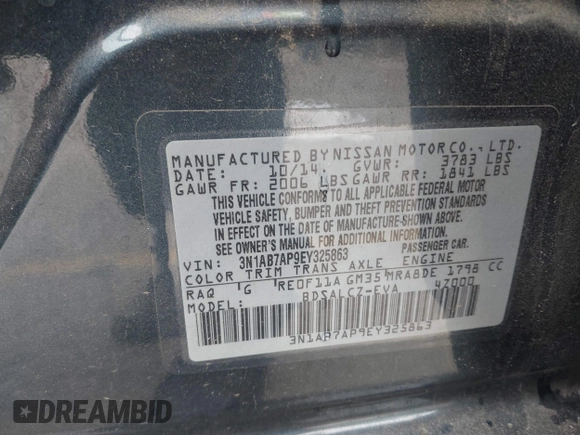 MANUFACTURED BY NISSAN MOTOR CO., LTD.
DATE: 10/14. GVWR: 3783 LBS
GAWR FR: 2006 LBS GAWR RR: 1841 LBS
THIS VEHICLE CONFORMS TO ALL APPLICABLE FEDERAL MOTOR
VEHICLE SAFETY, BUMPER AND THEFT PREVENTION STANDARDS
IN EFFECT ON THE DATE OF MANUFACTURE-SHOWN-ABOVE.
SEE OWNER'S MANUAL FOR ADDITIONAL INFORMATION.
VIN: 3N1AB7AP9EY325863 PASSENGER CAR.
COLOR TRIM TRANS AXLE ENGINE
RAQ G RE0F11A GM35 MRA8DE 1798 CC
MODEL: BDSALCZ-EVA 4Z000
3N1AB7AP9EY325863
DREAMBID